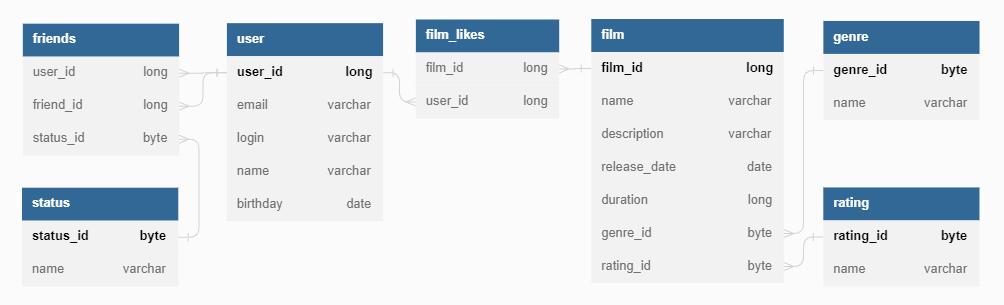 friends
user_id long
friend_id long
status_id byte
status
status_id byte
name varchar
user
user_id long
email varchar
login varchar
name varchar
birthday date
film_likes
film_id long
user_id long
film
film_id long
name varchar
description varchar
release_date date
duration long
genre_id byte
rating_id byte
genre
genre_id byte
name varchar
rating
rating_id byte
name varchar